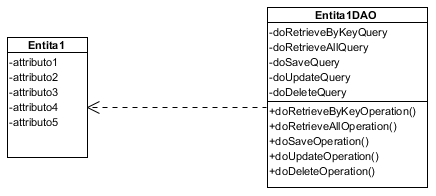 Entita1
-attributo1
-attributo2
-attributo3
-attributo4
-attributo5
Entita1DAO
-doRetrieveByKeyQuery
-doRetrieveAllQuery
-doSaveQuery
-doUpdateQuery
-doDeleteQuery
+doRetrieveByKeyOperation()
+doRetrieveAllOperation()
+doSaveOperation()
+doUpdateOperation()
+doDeleteOperation()